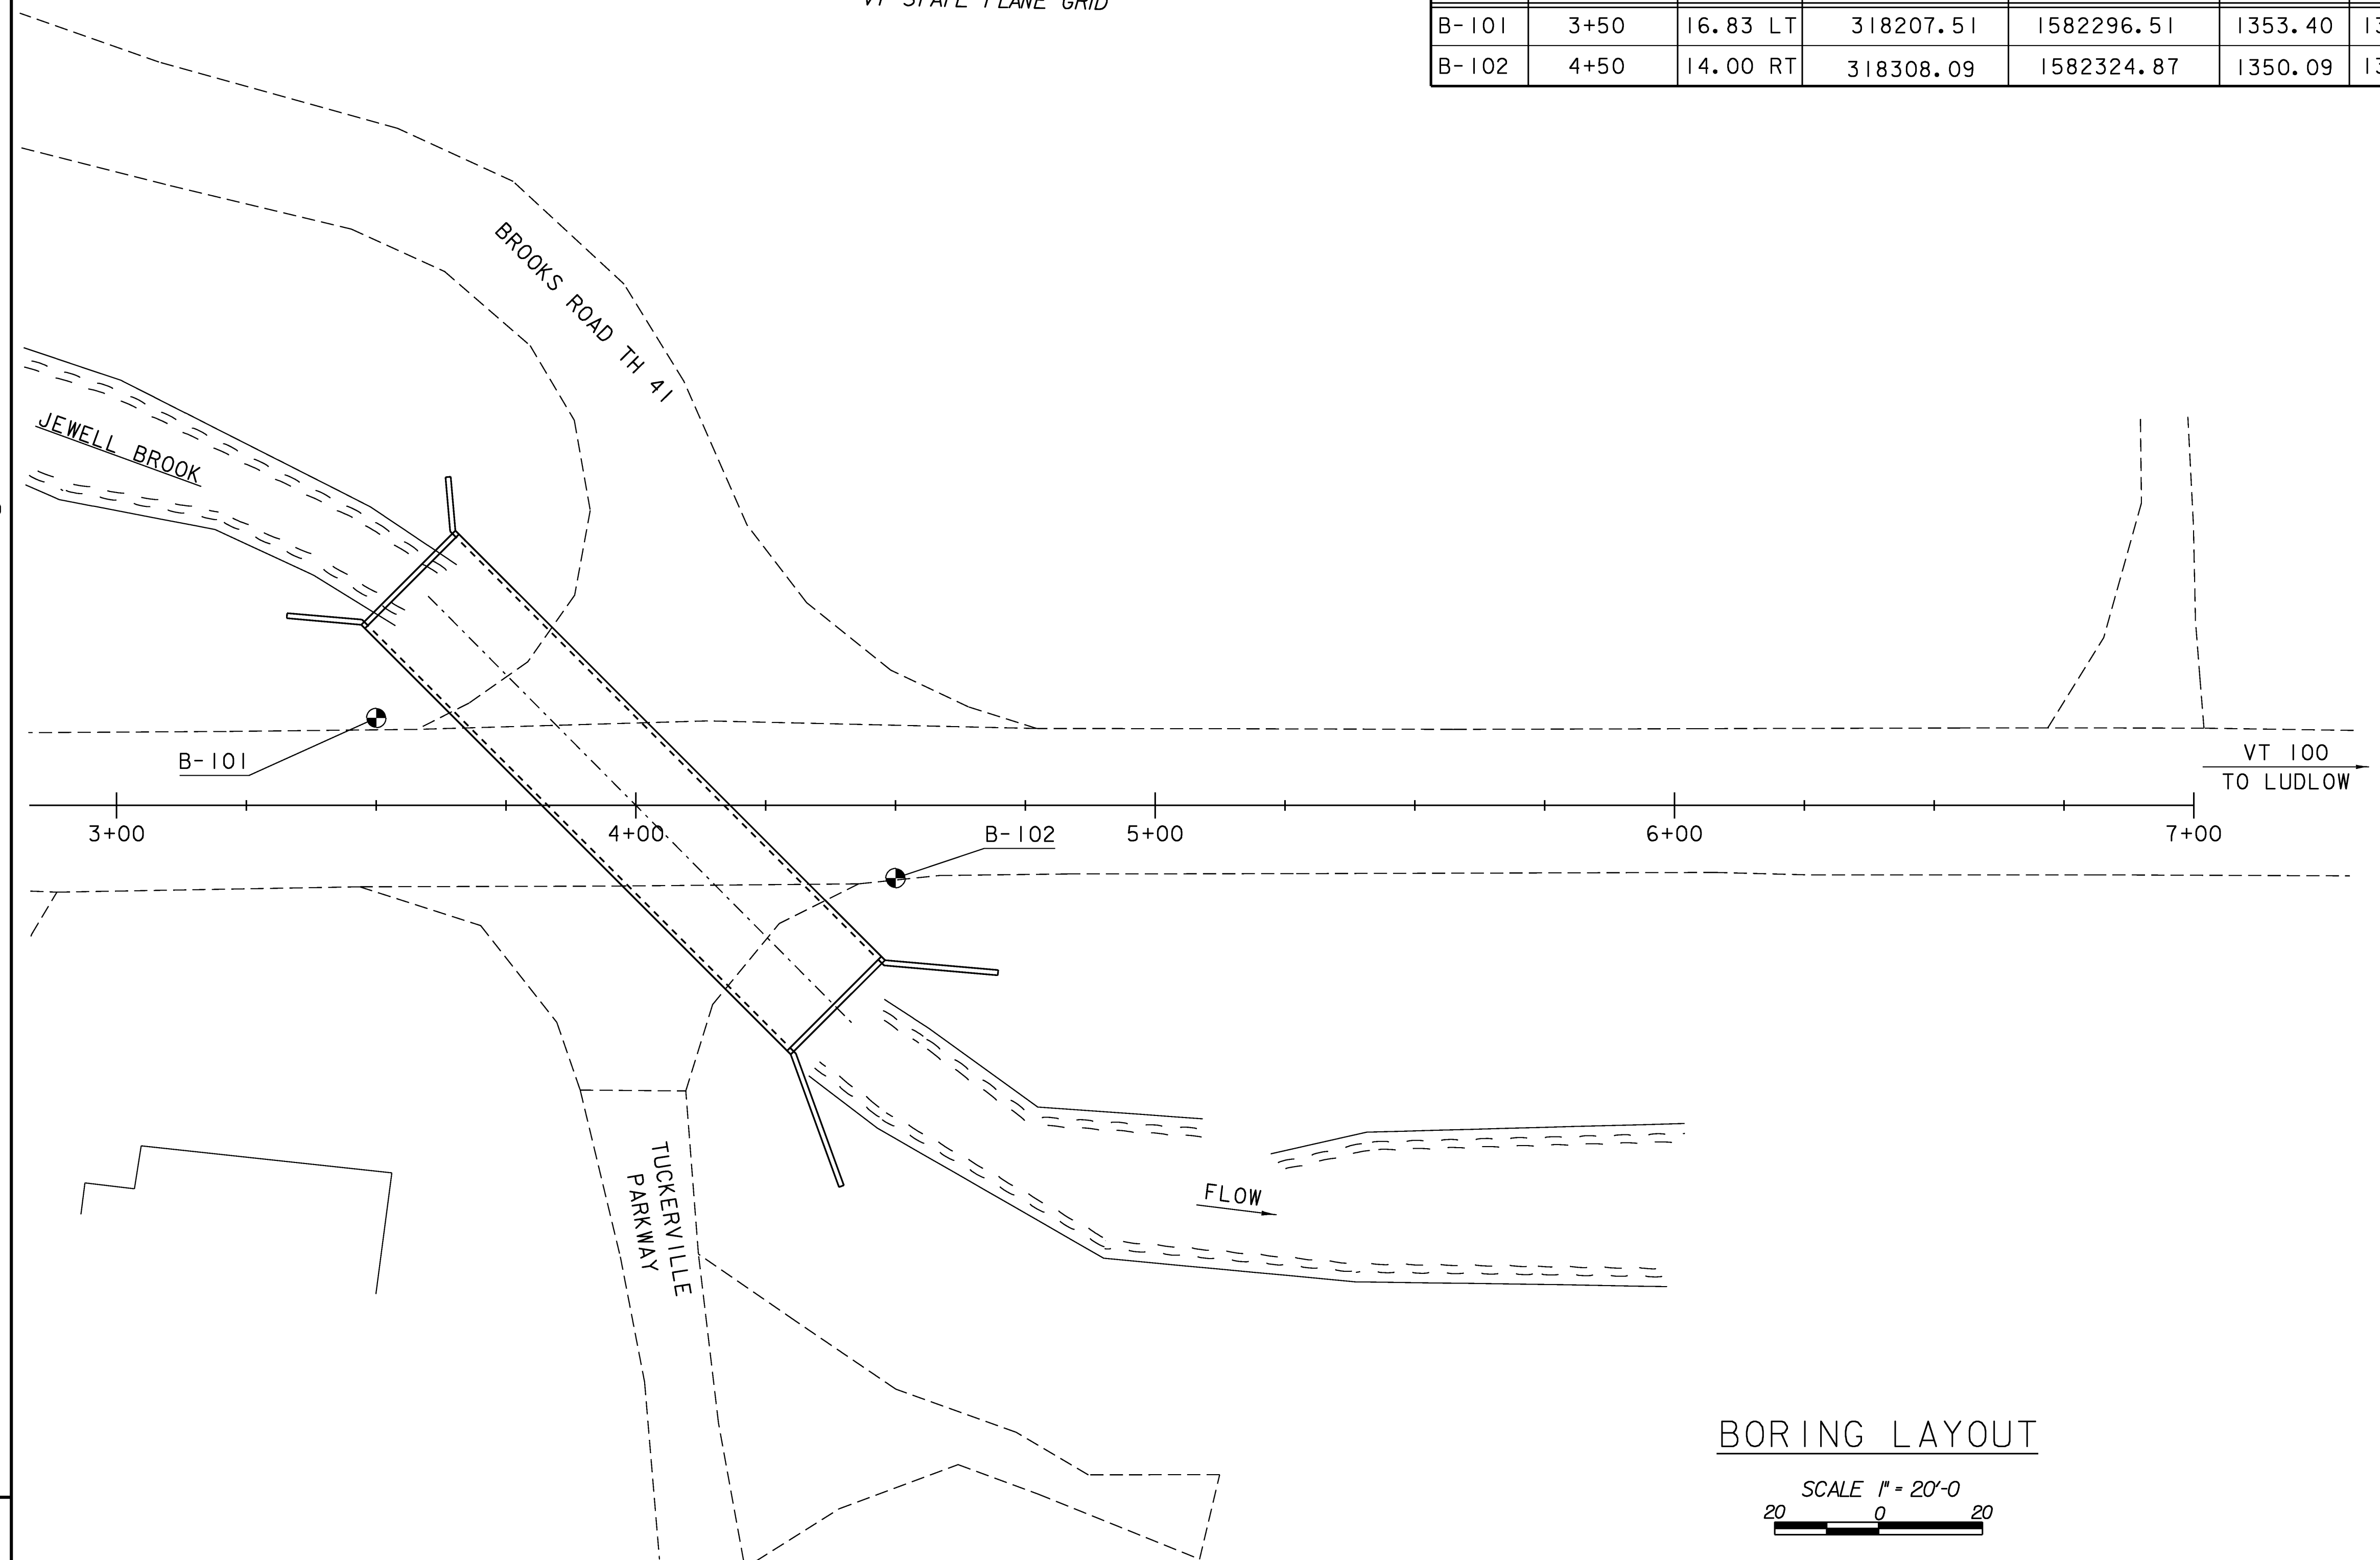 VT STATE PLANE GRID
B-101 3+50 16.83 LT 318207.51 1582296.51 1353.40
B-102 4+50 14.00 RT 318308.09 1582324.87 1350.09
BROOKS ROAD TH 41
JEWELL BROOK
B-101
VT 100
TO LUDLOW
3+00 4+00 5+00 6+00 7+00
B-102
TUCKERVILLE
PARKWAY
FLOW
BORING LAYOUT
SCALE 1" = 20'-0
20 0 20